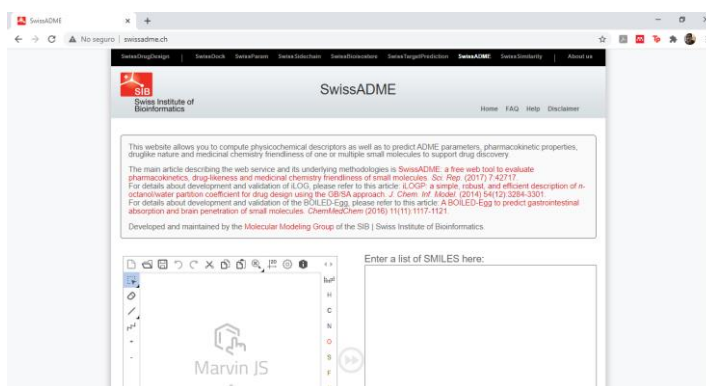 SwissADME
No seguro | swissadme.ch
SwissDrugDesign | SwissDock SwissParam SwissSidechain SwissBioisostere SwissTargetPrediction SwissADME SwissSimilarity | About us
SIB
Swiss Institute of
Bioinformatics
SwissADME
Home FAQ Help Disclaimer
This website allows you to compute physicochemical descriptors as well as to predict ADME parameters, pharmacokinetic properties,
druglike nature and medicinal chemistry friendliness of one or multiple small molecules to support drug discovery
The main article describing the web service and its underlying methodologies is SwissADME: a free web tool to evaluate
pharmacokinetics, drug-likeness and medicinal chemistry friendliness of small molecules. Sci. Rep. (2017) 7:42717.
For details about development and validation of iLOG, please refer to this article: iLOGP: a simple, robust, and efficient description of n-
octanol/water partition coefficient for drug design using the GB/SA approach. J. Chem. Inf. Model. (2014) 54(12):3284-3301.
For details about development and validation of the BOILED-Egg, please refer to this article: A BOILED-Egg to predict gastrointestinal
absorption and brain penetration of small molecules. ChemMedChem (2016) 11(11):1117-1121.
Developed and maintained by the Molecular Modeling Group of the SIB | Swiss Institute of Bioinformatics.
Enter a list of SMILES here:
H
C
N
O
S
F
Marvin JS